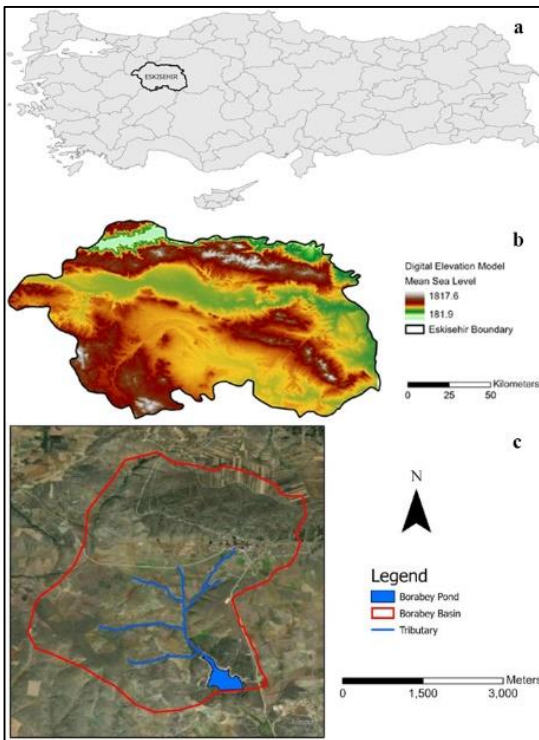 a
ESKISEHIR
b
Digital Elevation Model
Mean Sea Level
1817.6
181.9
Eskisehir Boundary
Kilometers
0 25 50
c
N
Legend
Borabey Pond
Borabey Basin
Tributary
Meters
0 1,500 3,000